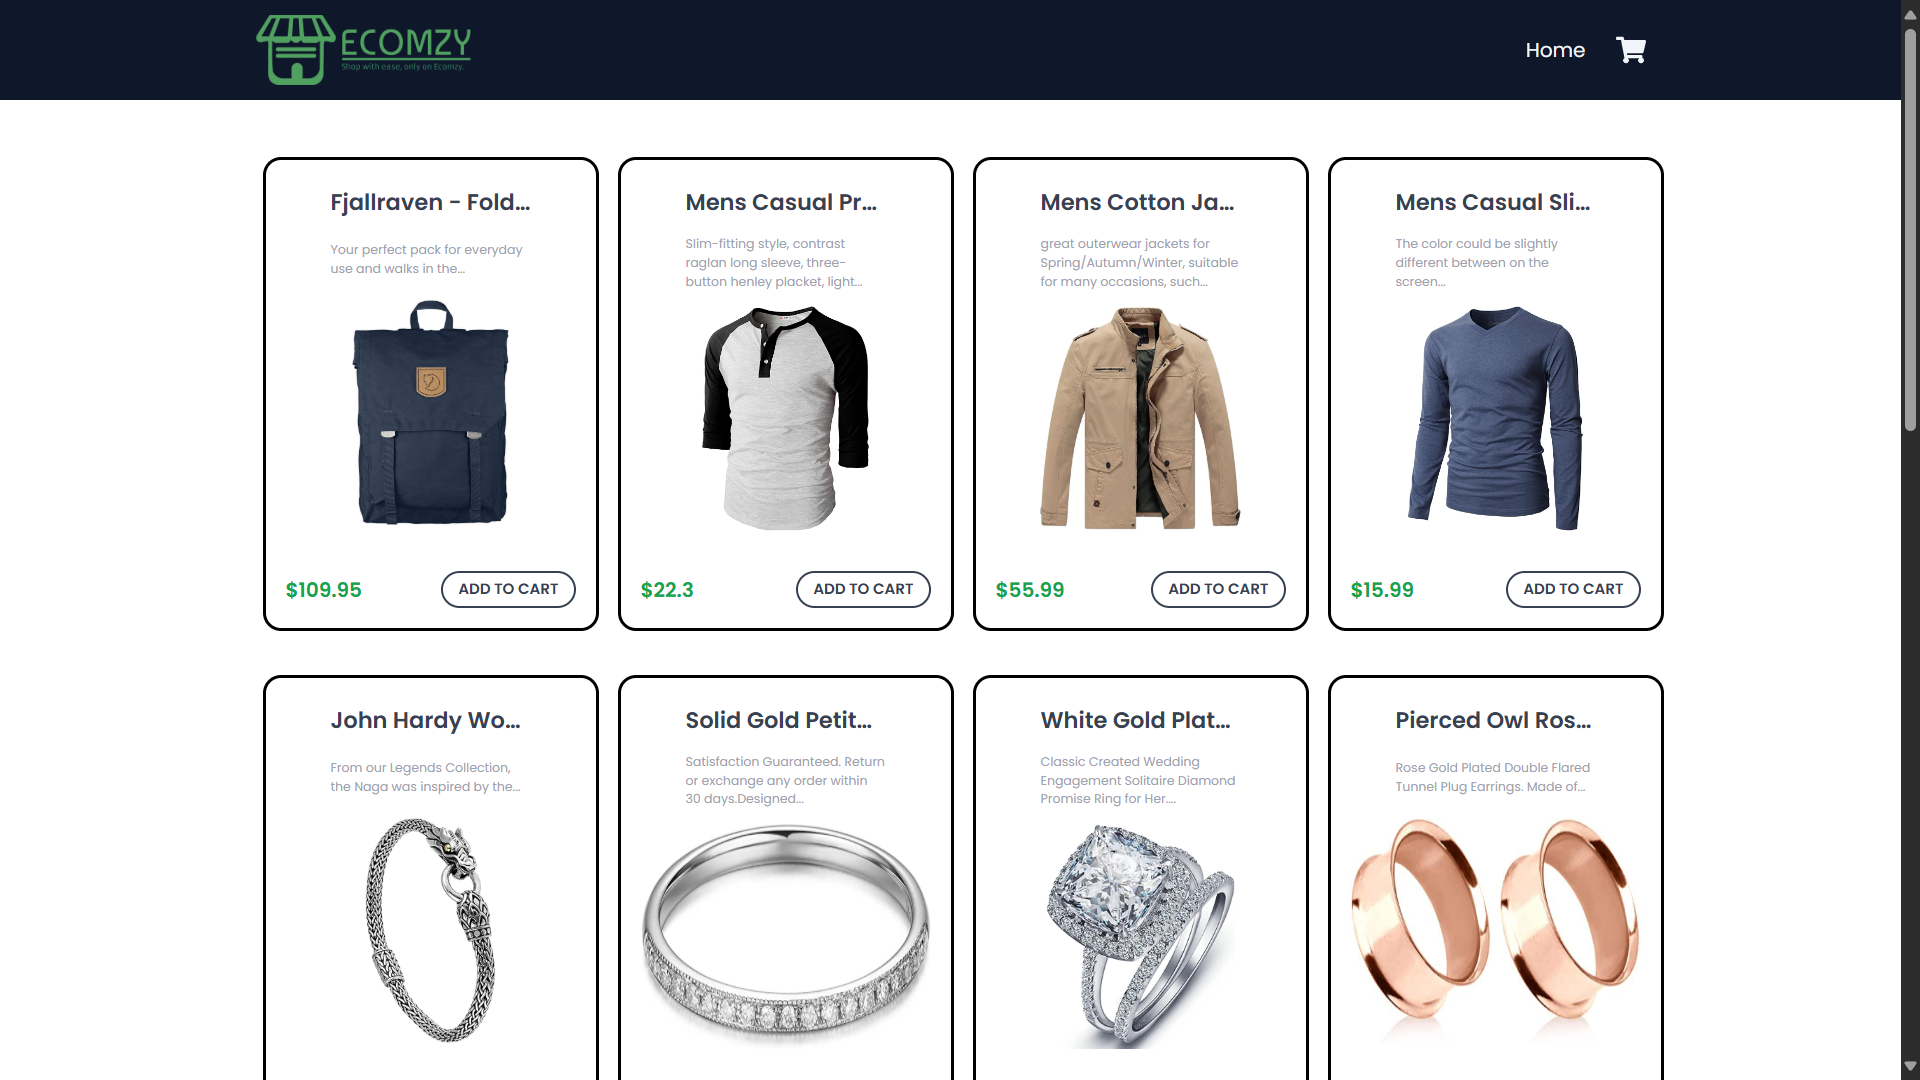 ECOMZY
Shop with ease, only on Ecomzy.
Home
Fjallraven - Fold...
Your perfect pack for everyday
use and walks in the...
$109.95
ADD TO CART
Mens Casual Pr...
Slim-fitting style, contrast
raglan long sleeve, three-
button henley placket, light...
$22.3
ADD TO CART
Mens Cotton Ja...
great outerwear jackets for
Spring/Autumn/Winter, suitable
for many occasions, such...
$55.99
ADD TO CART
Mens Casual Sli...
The color could be slightly
different between on the
screen...
$15.99
ADD TO CART
John Hardy Wo...
From our Legends Collection,
the Naga was inspired by the...
Solid Gold Petit...
Satisfaction Guaranteed. Return
or exchange any order within
30 days.Designed...
White Gold Plat...
Classic Created Wedding
Engagement Solitaire Diamond
Promise Ring for Her....
Pierced Owl Ros...
Rose Gold Plated Double Flared
Tunnel Plug Earrings. Made of...